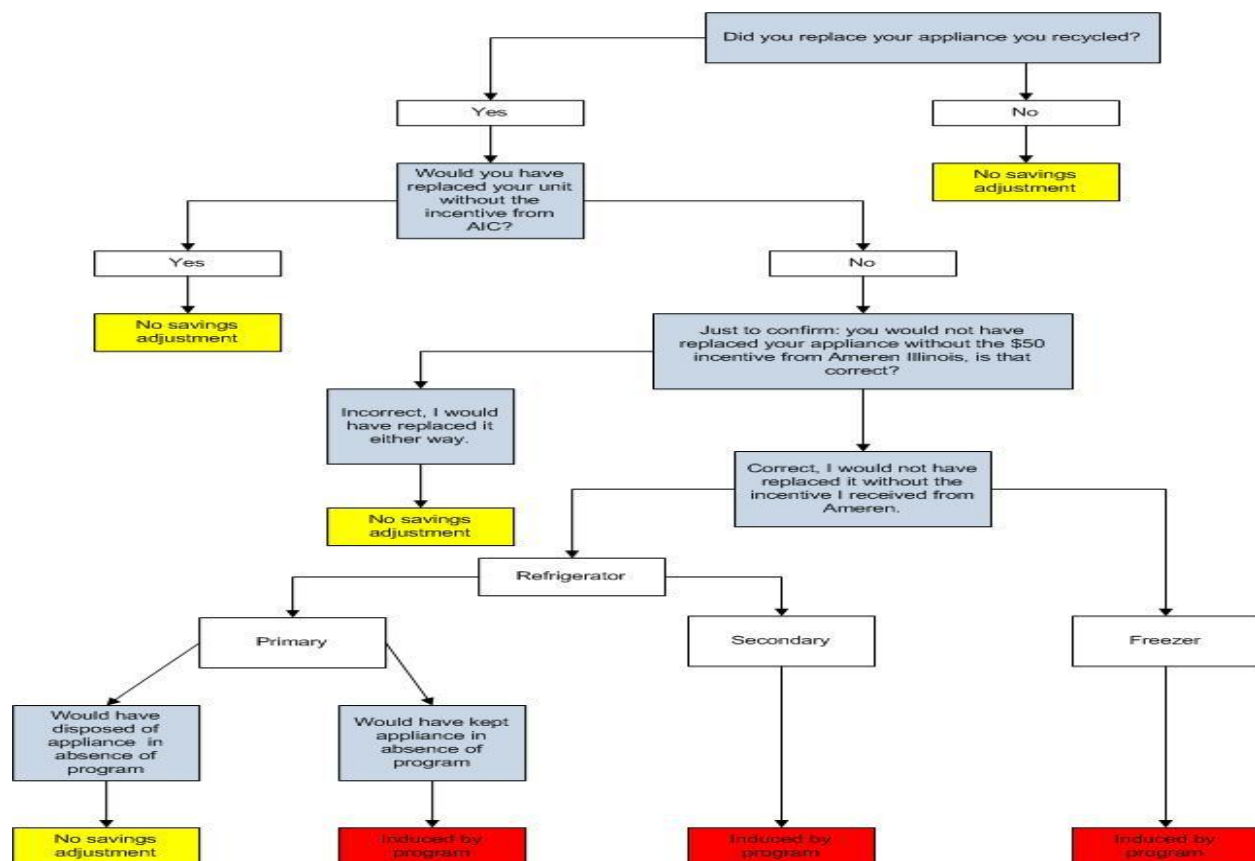 Did you replace your appliance you recycled?
Yes
No
Would you have
replaced your unit
without the
incentive from
AIC?
No savings
adjustment
Yes
No
No savings
adjustment
Just to confirm: you would not have
replaced your appliance without the $50
incentive from Ameren Illinois, is that
correct?
Incorrect, I would
have replaced it
either way.
Correct, I would not have
replaced it without the
incentive I received from
Ameren.
No savings
adjustment
Refrigerator
Primary
Secondary
Freezer
Would have
disposed of
appliance in
absence of
program
Would have kept
appliance in
absence of
program
No savings
adjustment
Induced by
program
Induced by
program
Induced by
program